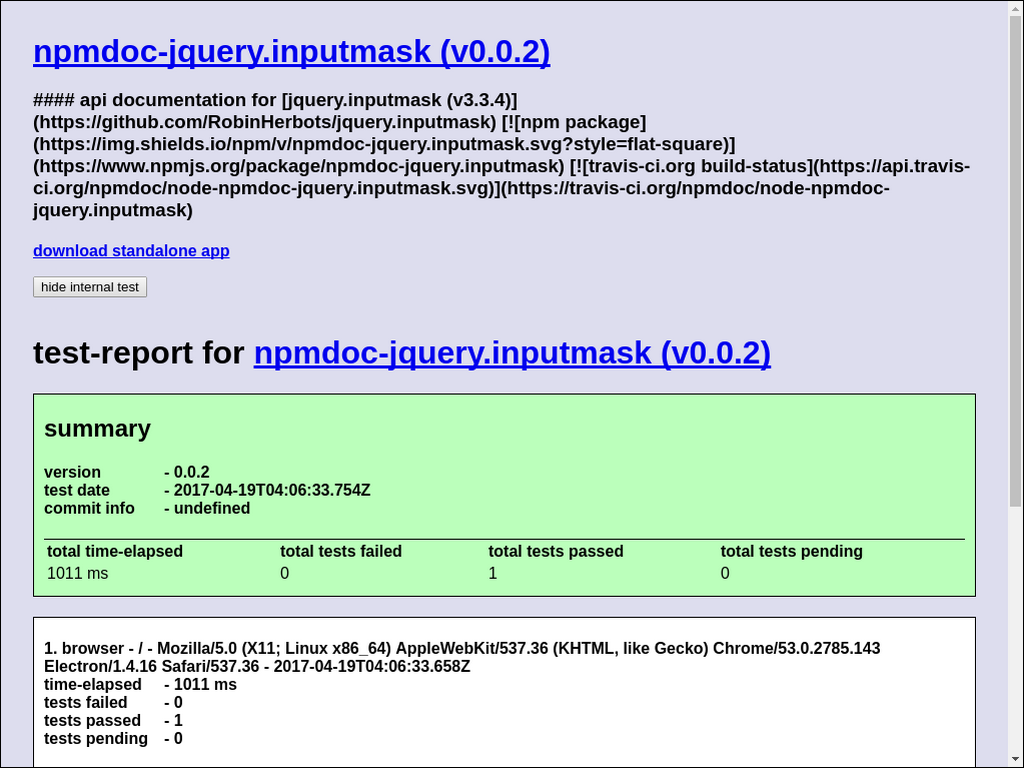 npmdoc-jquery.inputmask (v0.0.2)
#### api documentation for [jquery.inputmask (v3.3.4)]
(https://github.com/RobinHerbots/jquery.inputmask) [![npm package]
(https://img.shields.io/npm/v/npmdoc-jquery.inputmask.svg?style=flat-square)]
(https://www.npmjs.org/package/npmdoc-jquery.inputmask) [![travis-ci.org build-status](https://api.travis-
ci.org/npmdoc/node-npmdoc-jquery.inputmask.svg)](https://travis-ci.org/npmdoc/node-npmdoc-
jquery.inputmask)
download standalone app
hide internal test
test-report for npmdoc-jquery.inputmask (v0.0.2)
summary
version - 0.0.2
test date - 2017-04-19T04:06:33.754Z
commit info - undefined
total time-elapsed total tests failed total tests passed total tests pending
1011 ms 0 1 0
1. browser - / - Mozilla/5.0 (X11; Linux x86_64) AppleWebKit/537.36 (KHTML, like Gecko) Chrome/53.0.2785.143
Electron/1.4.16 Safari/537.36 - 2017-04-19T04:06:33.658Z
time-elapsed - 1011 ms
tests failed - 0
tests passed - 1
tests pending - 0